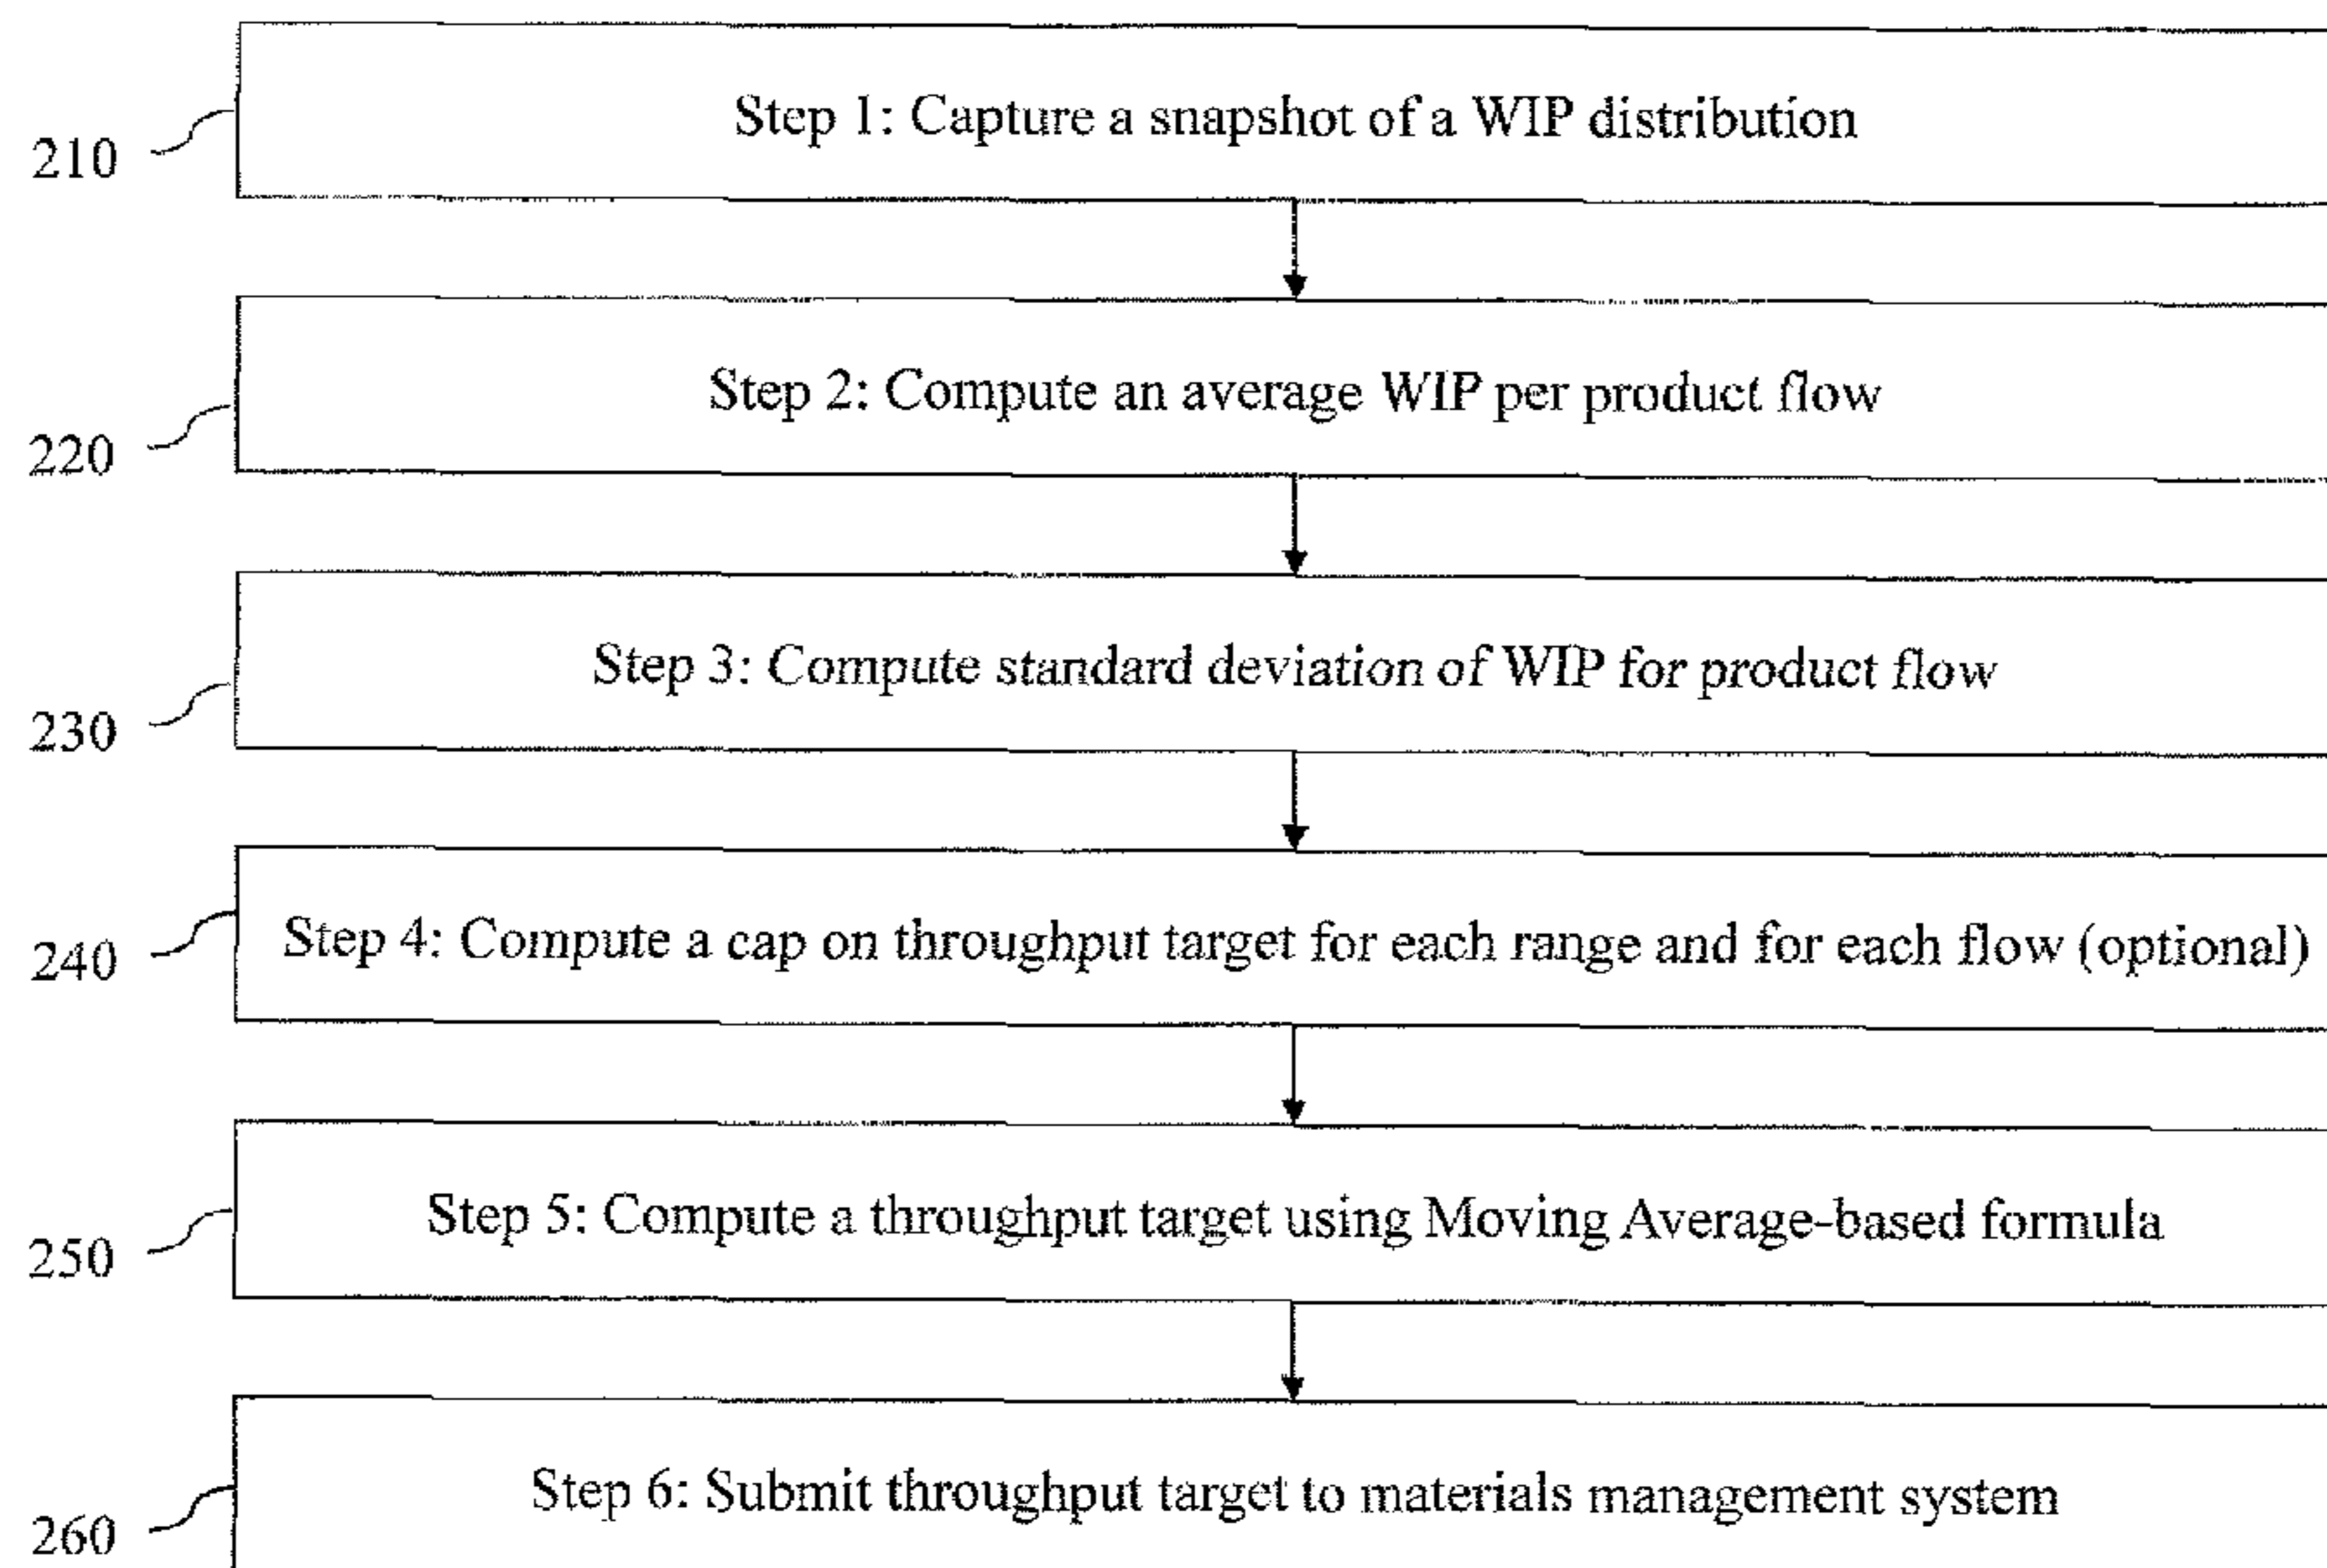 Step 1: Capture a snapshot of a WIP distribution
210
Step 2: Compute an average WIP per product flow
220
Step 3: Compute standard deviation of WIP for product flow
230
Step 4: Compute a cap on throughput target for each range and for each flow (optional)
240
Step 5: Compute a throughput target using Moving Average-based formula
250
Step 6: Submit throughput target to materials management system
260